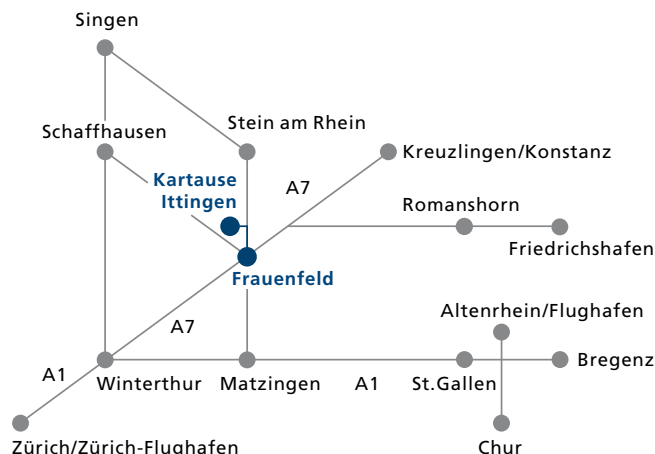 Singen
Schaffhausen
Stein am Rhein
Kreuzlingen/Konstanz
Kartause
Ittingen
A7
Romanshorn
Friedrichshafen
Frauenfeld
Altenrhein/Flughafen
A7
Bregenz
A1
Winterthur
Matzingen
A1
St.Gallen
Zürich/Zürich-Flughafen
Chur